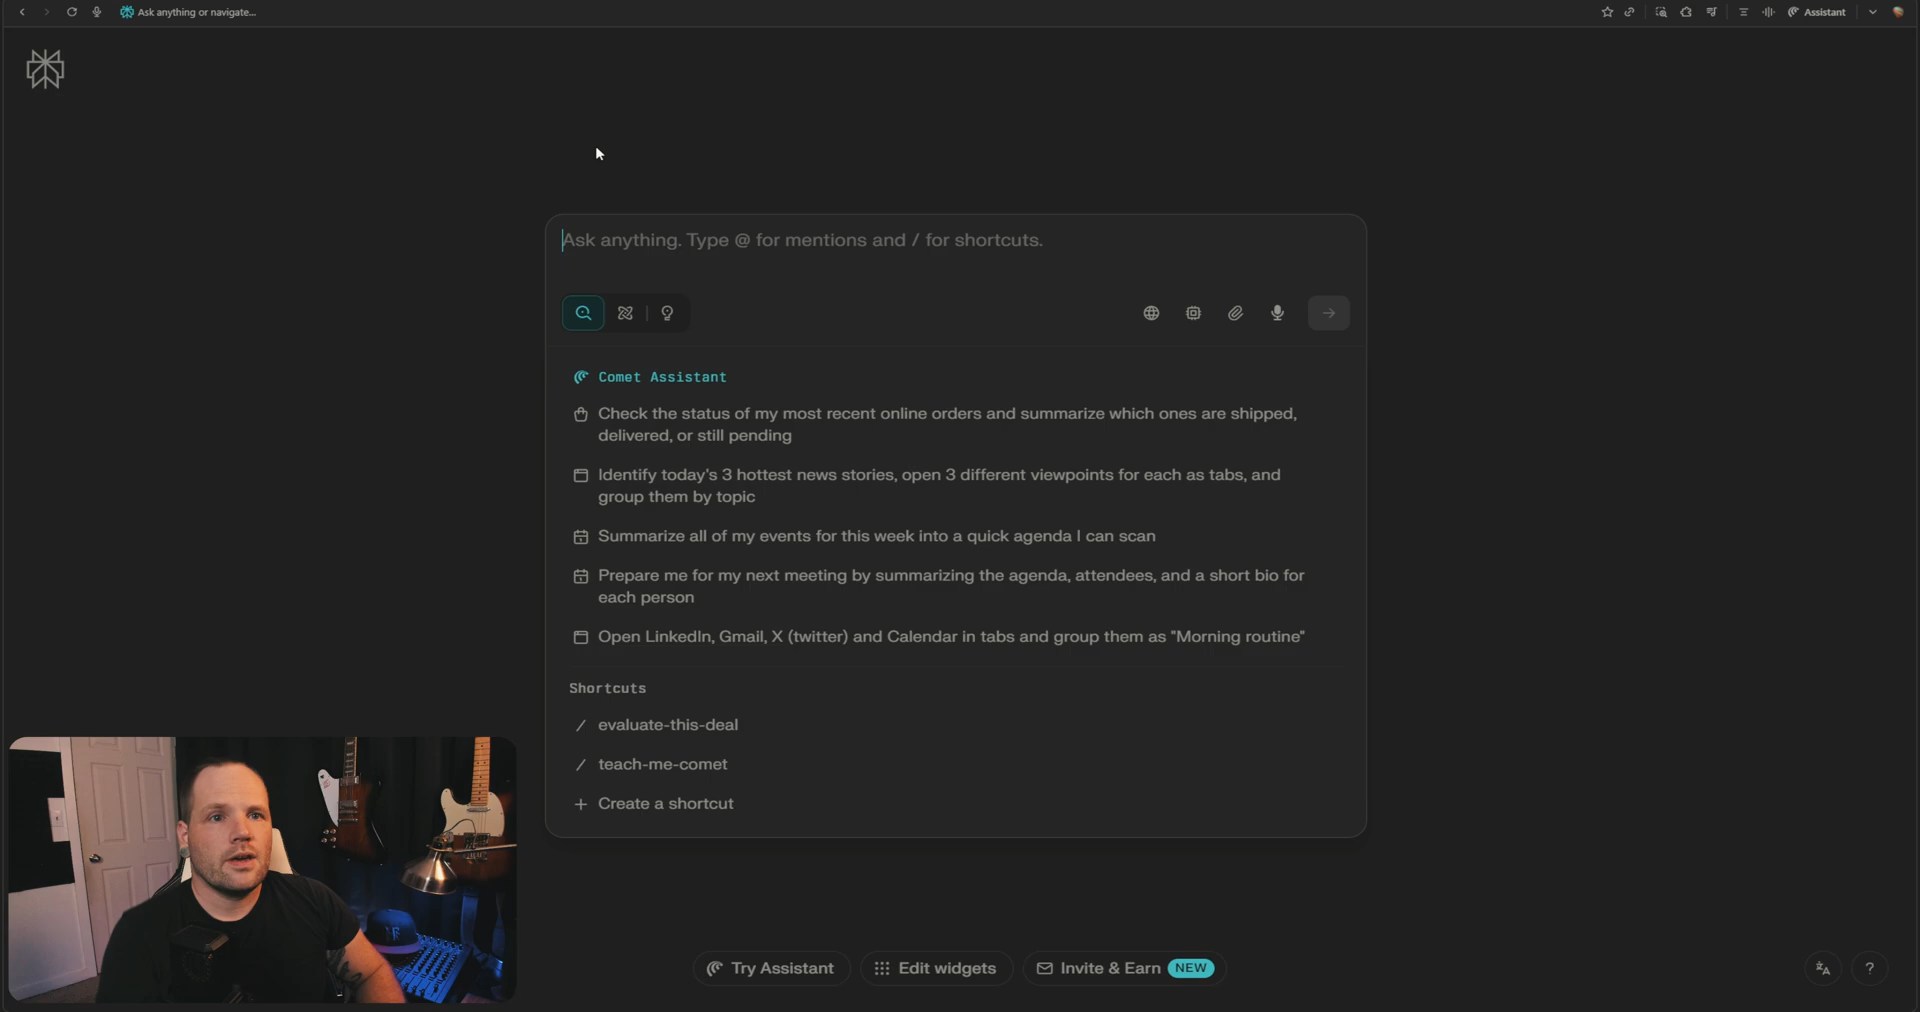 Ask anything or navigate...
Assistant
Ask anything. Type @ for mentions and / for shortcuts.
Comet Assistant
Check the status of my most recent online orders and summarize which ones are shipped,
delivered, or still pending
Identify today's 3 hottest news stories, open 3 different viewpoints for each as tabs, and
group them by topic
Summarize all of my events for this week into a quick agenda I can scan
Prepare me for my next meeting by summarizing the agenda, attendees, and a short bio for
each person
Open LinkedIn, Gmail, X (twitter) and Calendar in tabs and group them as "Morning routine"
Shortcuts
/ evaluate-this-deal
/ teach-me-comet
+ Create a shortcut
Try Assistant
Edit widgets
Invite & Earn NEW
?